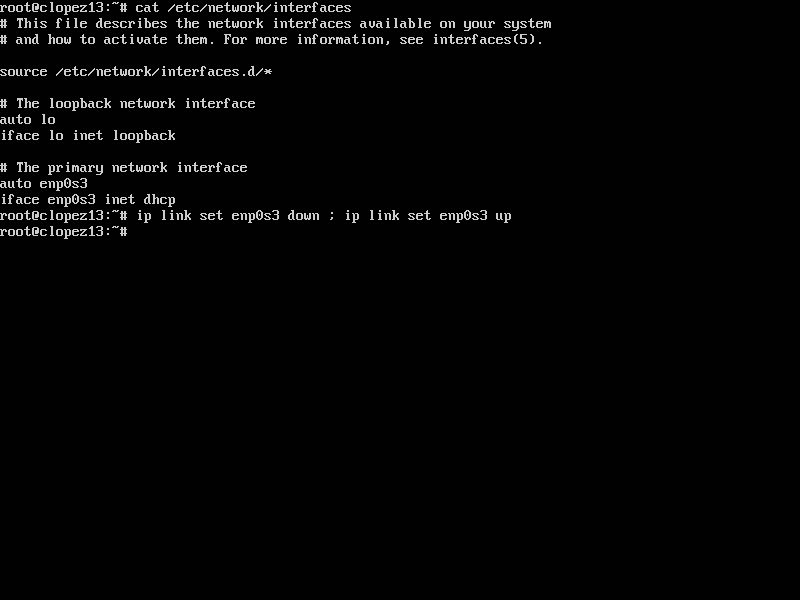 root@clopez13:~# cat /etc/network/interfaces
# This file describes the network interfaces available on your system
# and how to activate them. For more information, see interfaces(5).
source /etc/network/interfaces.d/*
# The loopback network interface
auto lo
iface lo inet loopback
# The primary network interface
auto enp0s3
iface enp0s3 inet dhcp
root@clopez13:~# ip link set enp0s3 down ; ip link set enp0s3 up
root@clopez13:~#